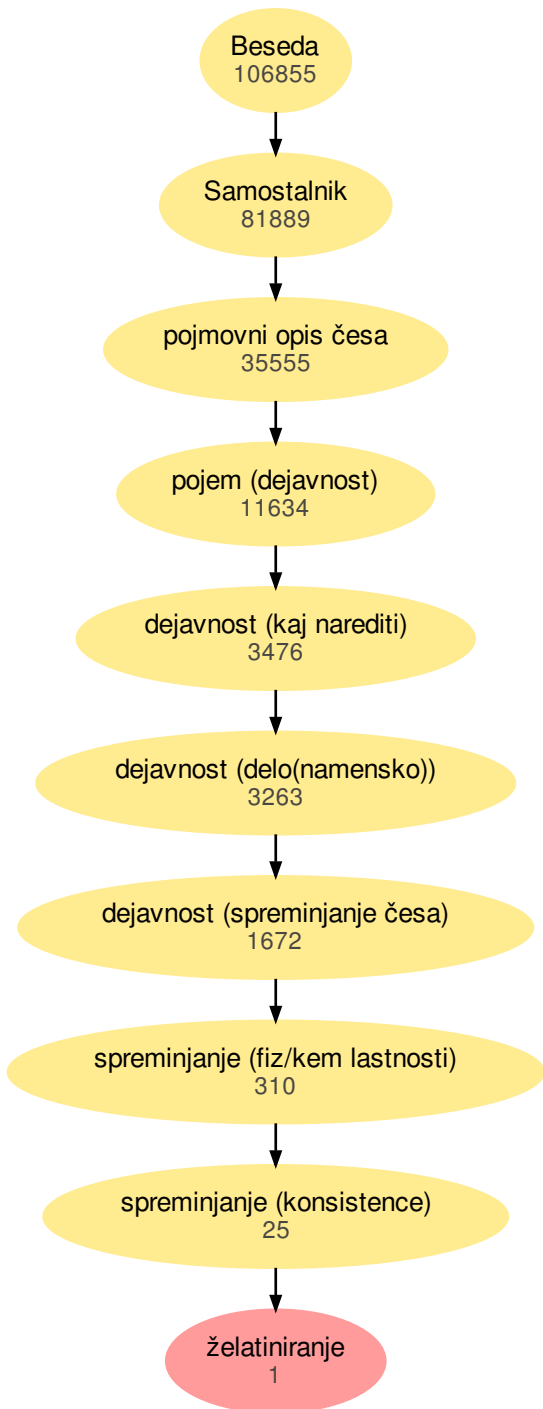 Beseda
106855
Samostalnik
81889
pojmovni opis česa
35555
pojem (dejavnost)
11634
dejavnost (kaj narediti)
3476
dejavnost (delo(namensko))
3263
dejavnost (spreminjanje česa)
1672
spreminjanje (fiz/kem lastnosti)
310
spreminjanje (konsistence)
25
želatiniranje
1